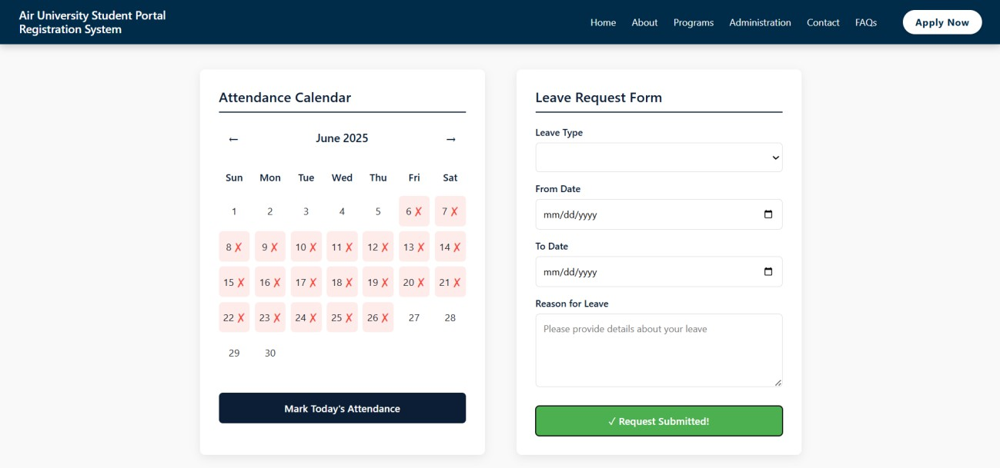 Air University Student Portal
Registration System
Home About Programs Administration Contact FAQs Apply Now
Attendance Calendar
← June 2025 →
Sun Mon Tue Wed Thu Fri Sat
1 2 3 4 5 6 ✗ 7 ✗
8 ✗ 9 ✗ 10 ✗ 11 ✗ 12 ✗ 13 ✗ 14 ✗
15 ✗ 16 ✗ 17 ✗ 18 ✗ 19 ✗ 20 ✗ 21 ✗
22 ✗ 23 ✗ 24 ✗ 25 ✗ 26 ✗ 27 28
29 30
Mark Today's Attendance
Leave Request Form
Leave Type
From Date
mm/dd/yyyy
To Date
mm/dd/yyyy
Reason for Leave
Please provide details about your leave
✓ Request Submitted!